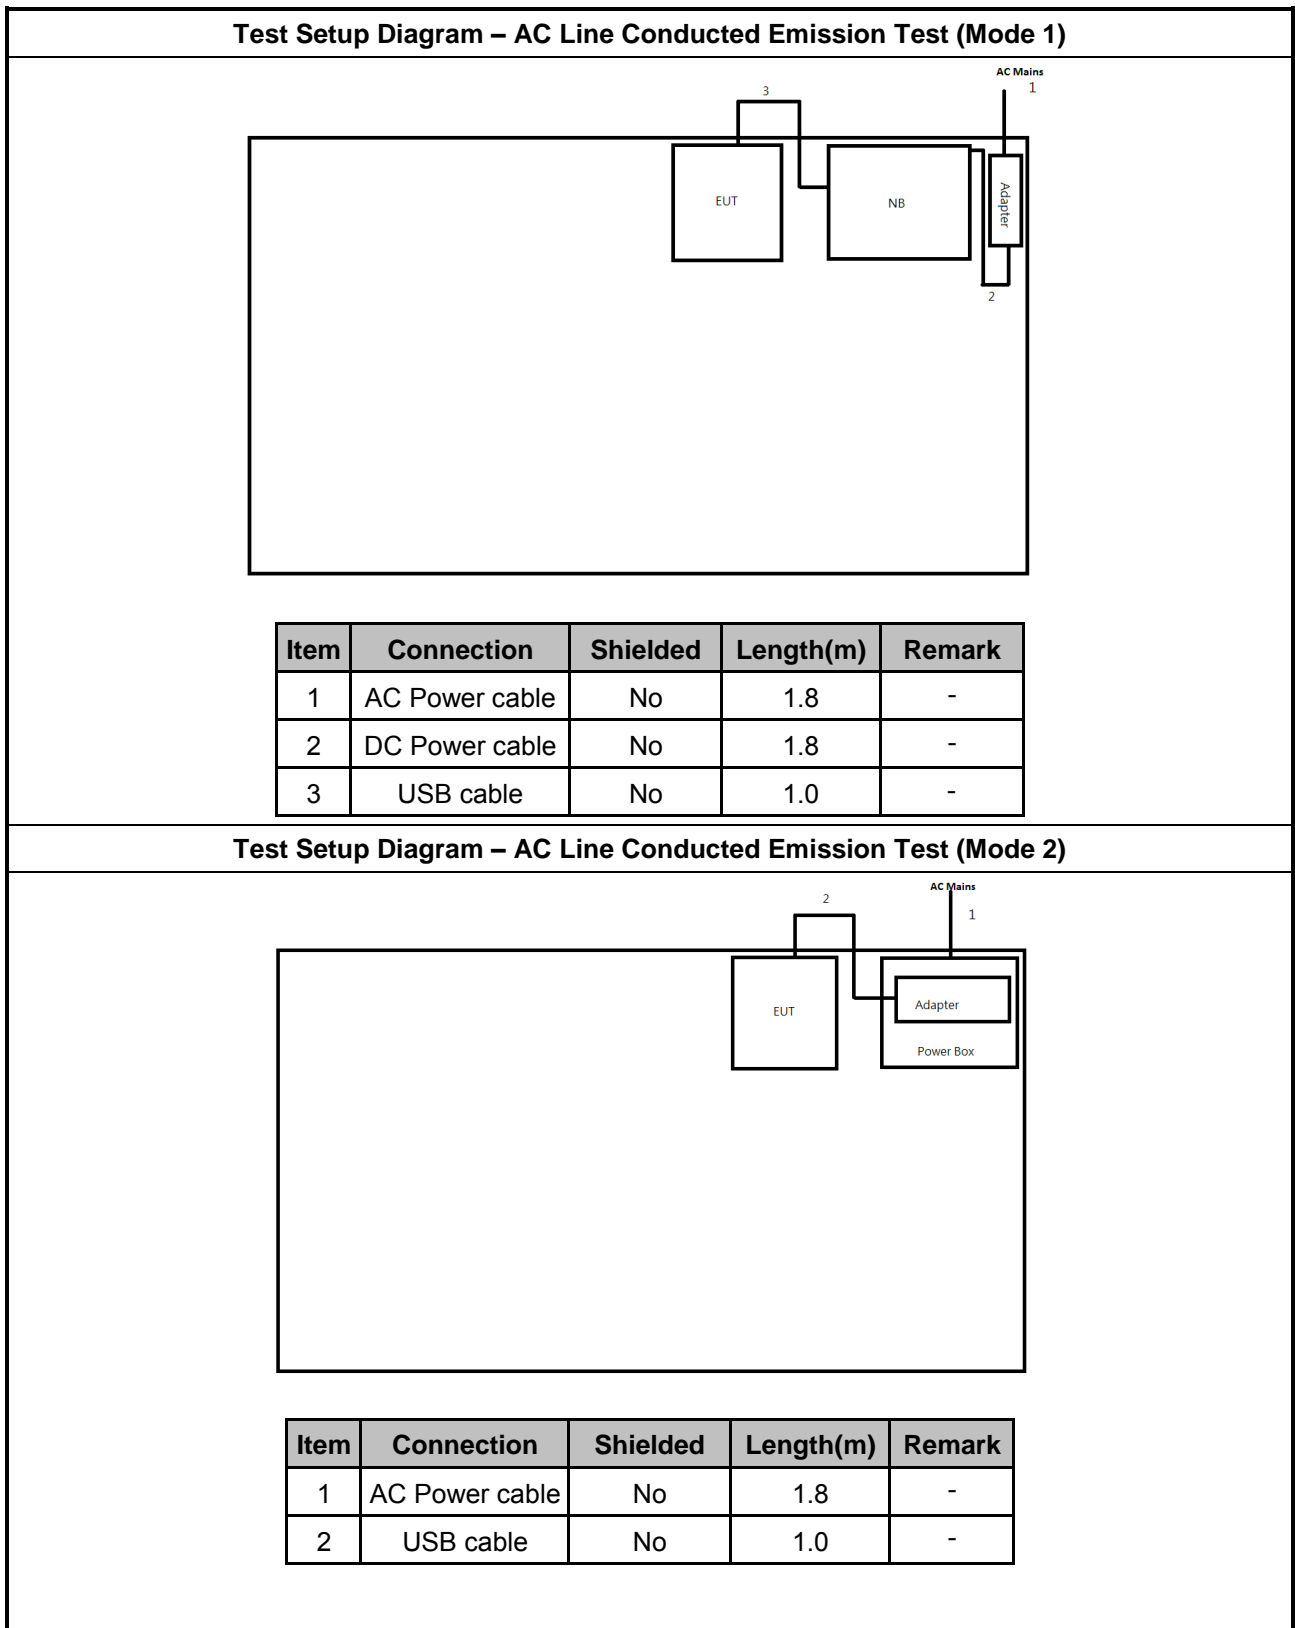 Test Setup Diagram – AC Line Conducted Emission Test (Mode 1)
AC Mains
1
3
EUT
NB
Adapter
2
Item Connection Shielded Length(m) Remark
1 AC Power cable No 1.8 -
2 DC Power cable No 1.8 -
3 USB cable No 1.0 -
Test Setup Diagram – AC Line Conducted Emission Test (Mode 2)
AC Mains
2
1
EUT
Adapter
Power Box
Item Connection Shielded Length(m) Remark
1 AC Power cable No 1.8 -
2 USB cable No 1.0 -